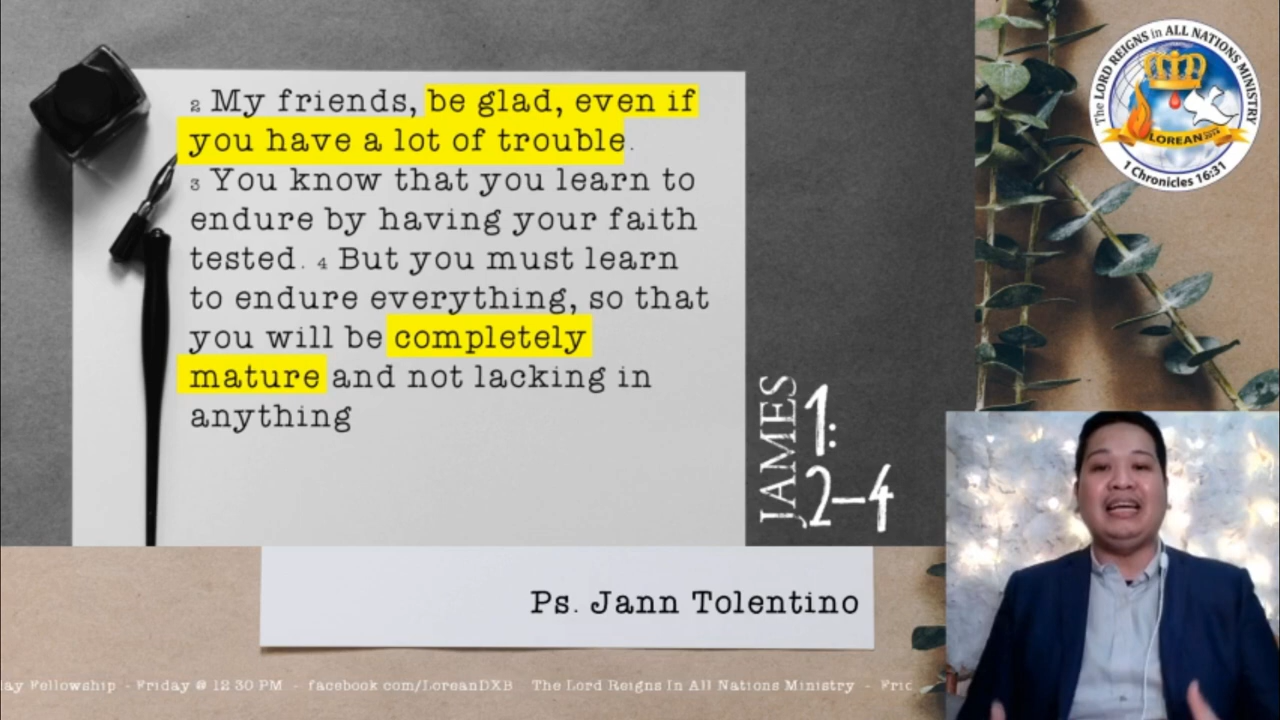 2 My friends, be glad, even if
you have a lot of trouble.
3 You know that you learn to
endure by having your faith
tested. 4 But you must learn
to endure everything, so that
you will be completely
mature and not lacking in
anything
JAMES
1:
2-4
The LORD REIGNS in ALL NATIONS MINISTRY
LOREAN
1 Chronicles 16:31
Ps. Jann Tolentino
Fellowship - Friday @ 12 30 PM - facebook com/LoreanDXB The Lord Reigns In All Nations Ministry -